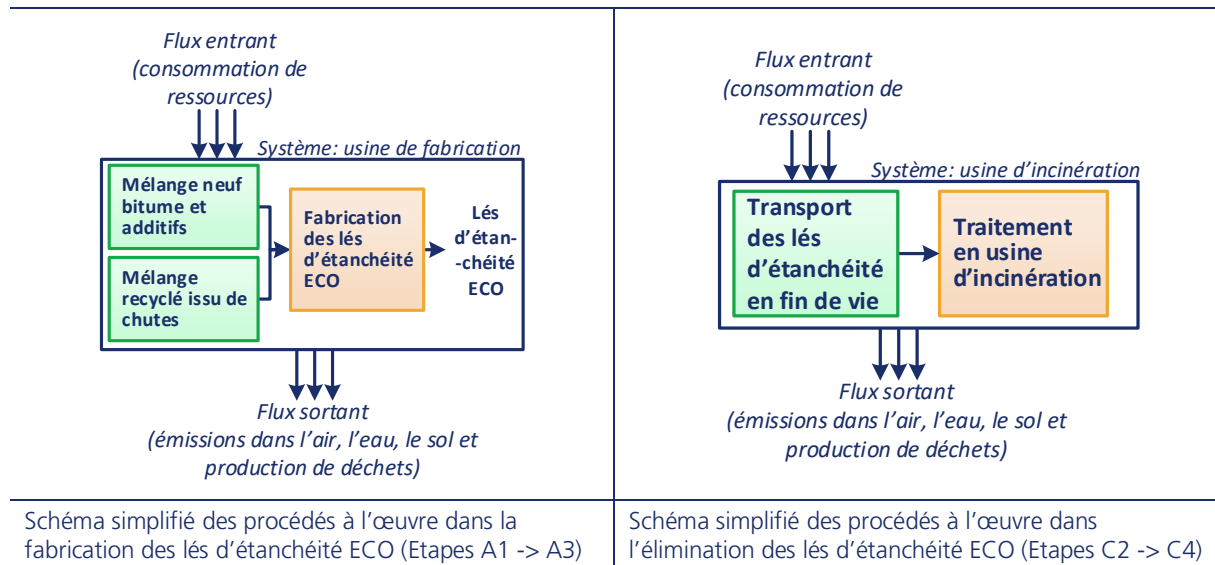 Flux entrant
(consommation de
ressources)
Système: usine de fabrication
Mélange neuf
bitume et
additifs
Mélange
recyclé issu de
chutes
Fabrication
des lés
d’étanchéité
ECO
Lés
d’étan-
-chéité
ECO
Flux sortant
(émissions dans l’air, l’eau, le sol et
production de déchets)
Schéma simplifié des procédés à l’œuvre dans la
fabrication des lés d’étanchéité ECO (Etapes A1 -> A3)
Flux entrant
(consommation de
ressources)
Système: usine d’incinération
Transport
des lés
d’étanchéité
en fin de vie
Traitement
en usine
d’incinération
Flux sortant
(émissions dans l’air, l’eau, le sol et
production de déchets)
Schéma simplifié des procédés à l’œuvre dans
l’élimination des lés d’étanchéité ECO (Etapes C2 -> C4)